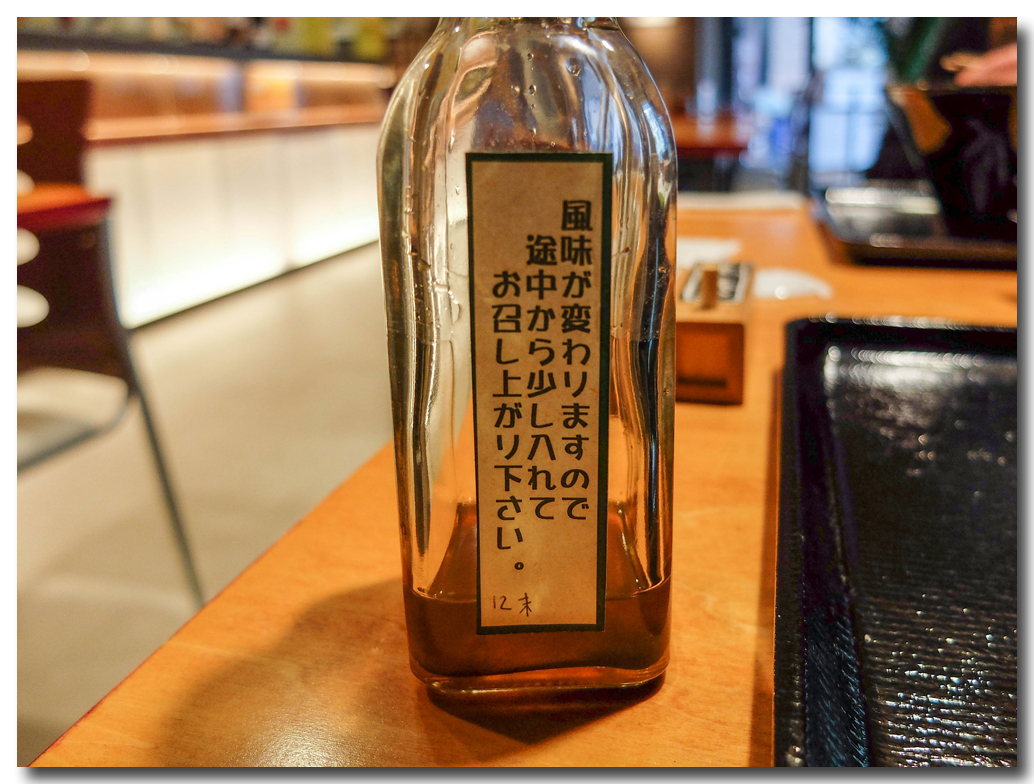 風味が変わりますので
途中から少し入れて
お召し上がり下さい。
12末